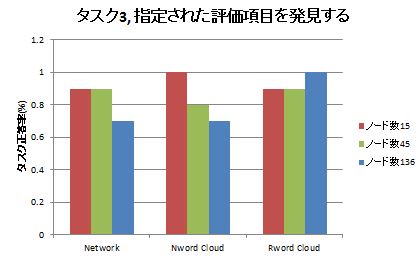 タスク3, 指定された評価項目を発見する
タスク正答率(%)
1.2
1
0.8
0.6
0.4
0.2
0
Network
Nword Cloud
Rword Cloud
ノード数15
ノード数45
ノード数136